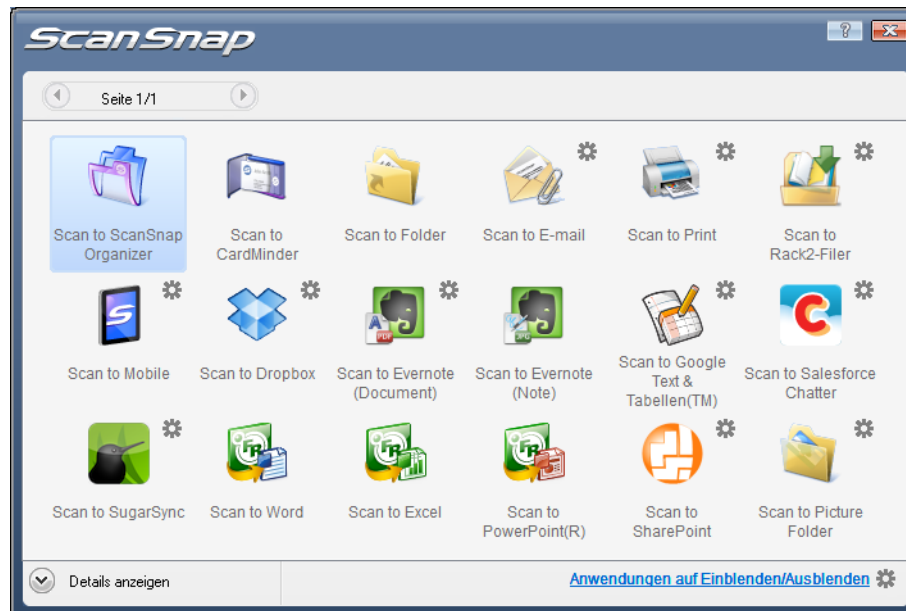 ScanSnap
Seite 1/1
Scan to ScanSnap
Organizer
Scan to
CardMinder
Scan to Folder
Scan to E-mail
Scan to Print
Scan to
Rack2-Filer
Scan to Mobile
Scan to Dropbox
Scan to Evernote
(Document)
Scan to Evernote
(Note)
Scan to Google
Text &
Tabellen(TM)
Scan to Salesforce
Chatter
Scan to SugarSync
Scan to Word
Scan to Excel
Scan to
PowerPoint(R)
Scan to
SharePoint
Scan to Picture
Folder
Details anzeigen
Anwendungen auf Einblenden/Ausblenden